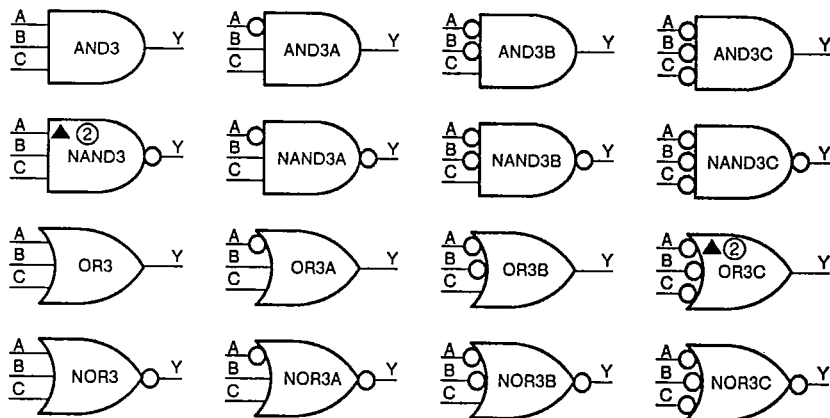 A A A A
AND3 Y AND3A Y AND3B Y AND3C Y
B B B B
C C C C
A ▲ ② A A A
B NAND3 Y B NAND3A Y B NAND3B Y B NAND3C Y
C C C C
A A A A ▲ ②
B OR3 Y B OR3A Y B OR3B Y B OR3C Y
C C C C
A A A A
B NOR3 Y B NOR3A Y B NOR3B Y B NOR3C Y
C C C C